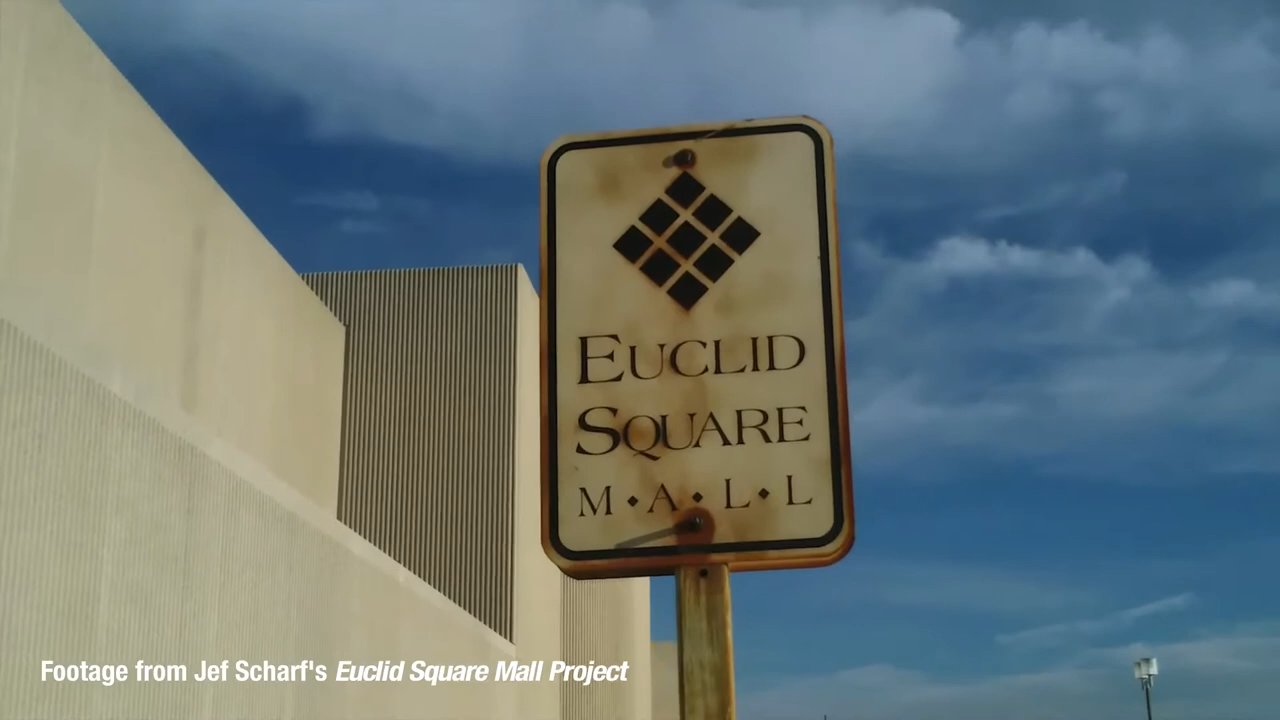 EUCLID
SQUARE
M◆A◆L◆L
Footage from Jef Scharf's Euclid Square Mall Project